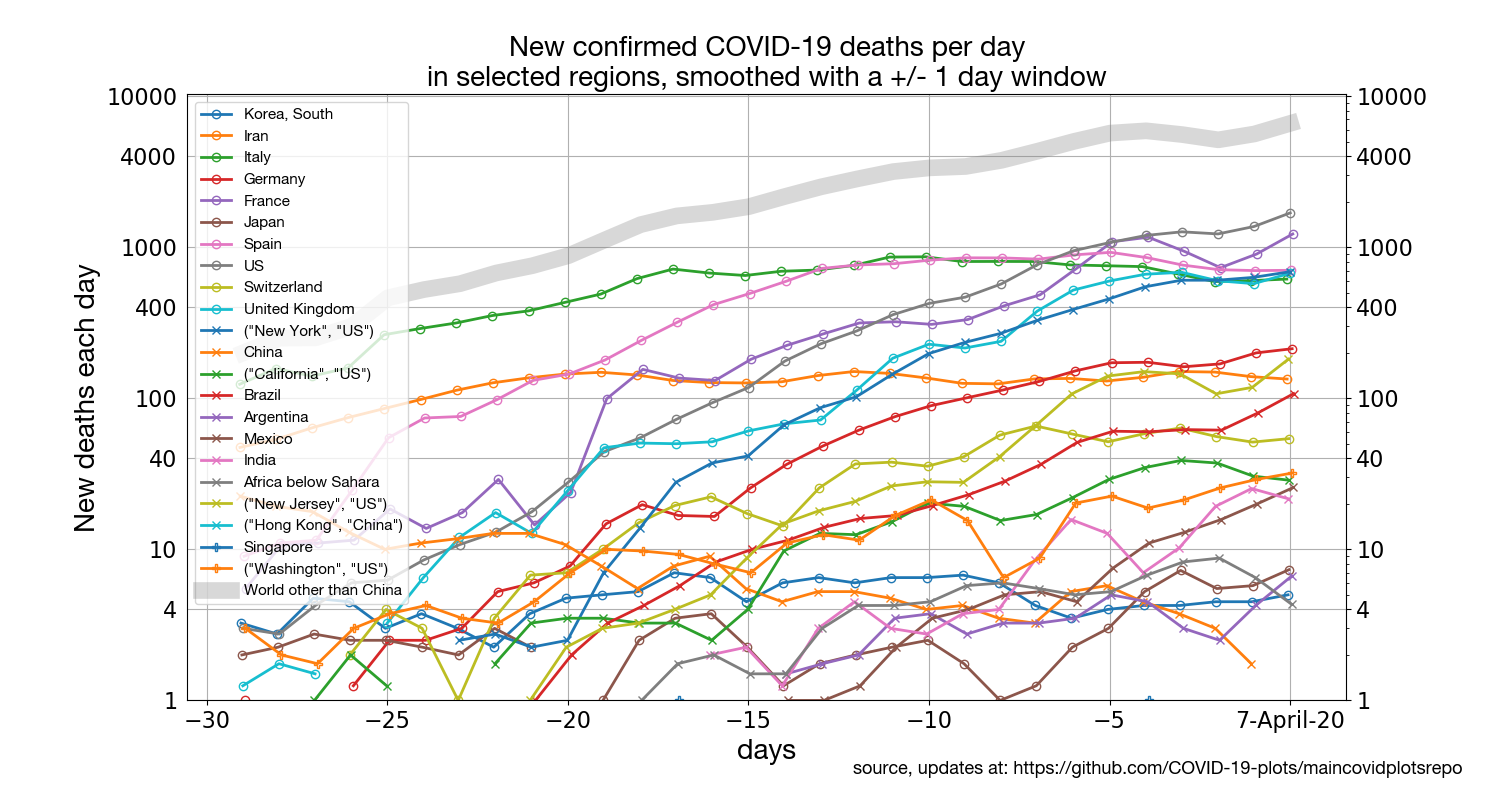 New confirmed COVID-19 deaths per day
in selected regions, smoothed with a +/- 1 day window
New deaths each day
10000
4000
1000
400
100
40
10
4
1
Korea, South
Iran
Italy
Germany
France
Japan
Spain
US
Switzerland
United Kingdom
("New York", "US")
China
("California", "US")
Brazil
Argentina
Mexico
India
Africa below Sahara
("New Jersey", "US")
("Hong Kong", "China")
Singapore
("Washington", "US")
World other than China
10000
4000
1000
400
100
40
10
4
1
−30 −25 −20 −15 −10 −5 7-April-20
days
source, updates at: https://github.com/COVID-19-plots/maincovidplotsrepo